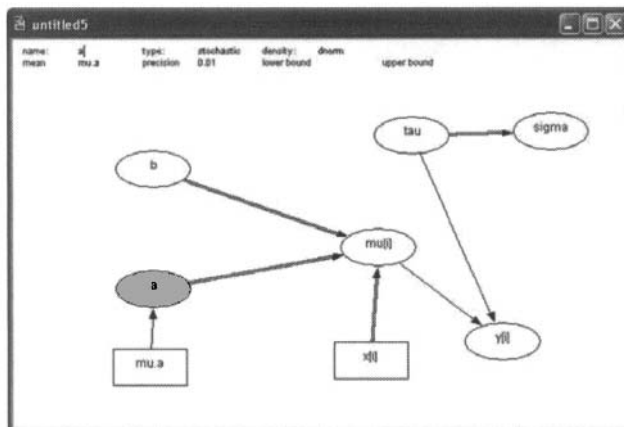 untitled5
name: a type: stochastic density: dnorm
mean mu.a precision 0.01 lower bound upper bound
tau sigma
b
mu[i]
a
y[i]
mu.a x[i]